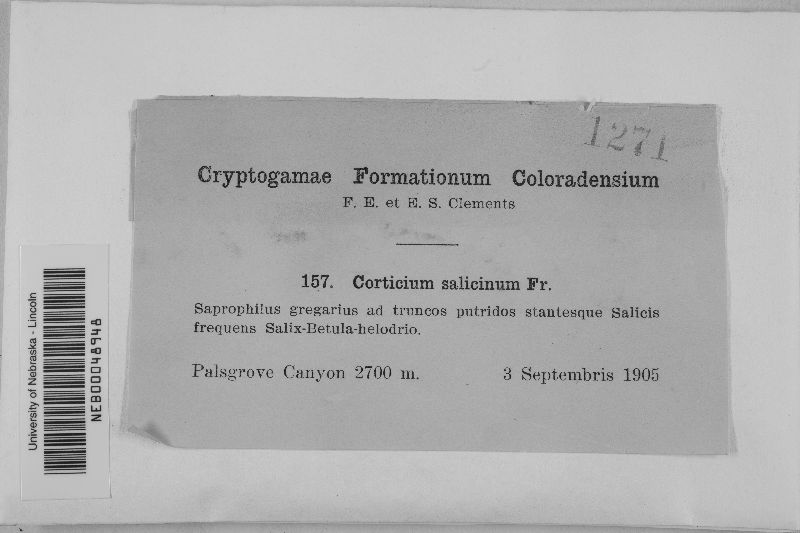 1271
Cryptogamae Formationum Coloradensium
F. E. et E. S. Clements
157. Corticium salicinum Fr.
Saprophilus gregarius ad truncos putridos stantesque Salicis
frequens Salix-Betula-helodrio.
Palsgrove Canyon 2700 m. 3 Septembris 1905
University of Nebraska - Lincoln
NEB00048948